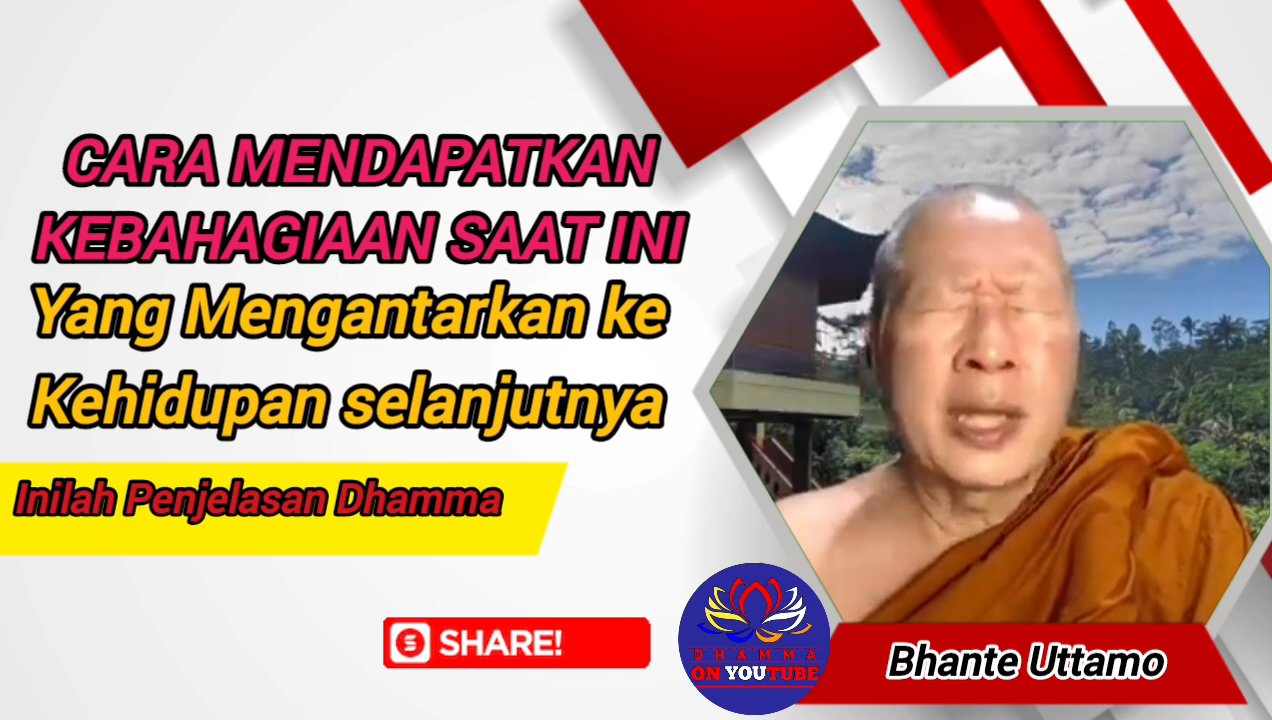 CARA MENDAPATKAN
KEBAHAGIAAN SAAT INI
Yang Mengantarkan ke
Kehidupan selanjutnya
Inilah Penjelasan Dhamma
SHARE!
DHAMMA
ON YOUTUBE
Bhante Uttamo